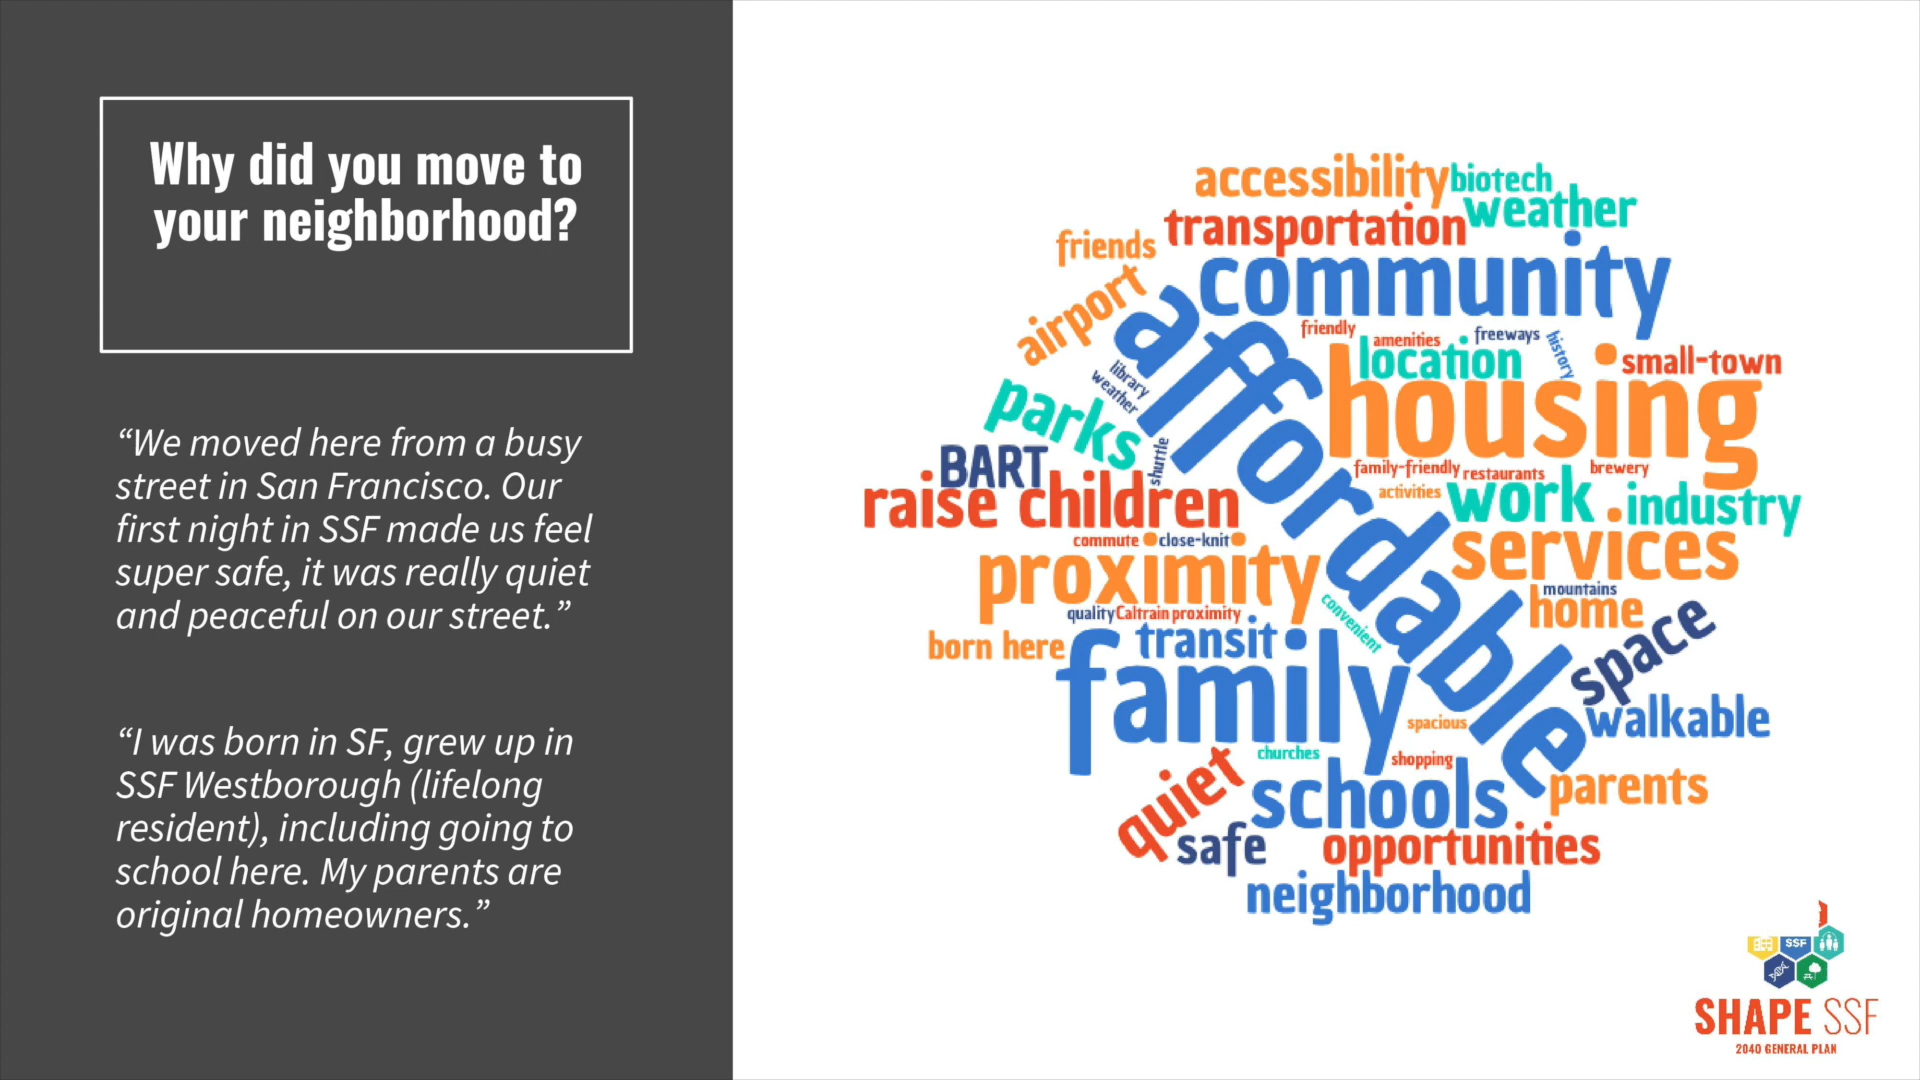 Why did you move to
your neighborhood?
“We moved here from a busy
street in San Francisco. Our
first night in SSF made us feel
super safe, it was really quiet
and peaceful on our street.”
“I was born in SF, grew up in
SSF Westborough (lifelong
resident), including going to
school here. My parents are
original homeowners.”
accessibility
biotech
weather
transportation
friends
community
airport
affordable
friendly
amenities
freeways
history
location
small-town
housing
library
weather
parks
shuttle
BART
raise children
family-friendly
restaurants
brewery
activities
work
industry
commute
close-knit
services
proximity
mountains
home
quality
Caltrain proximity
convenient
space
born here
transit
family
spacious
walkable
churches
shopping
quiet
schools
parents
safe
opportunities
neighborhood
SSF
SHAPE SSF
2040 GENERAL PLAN